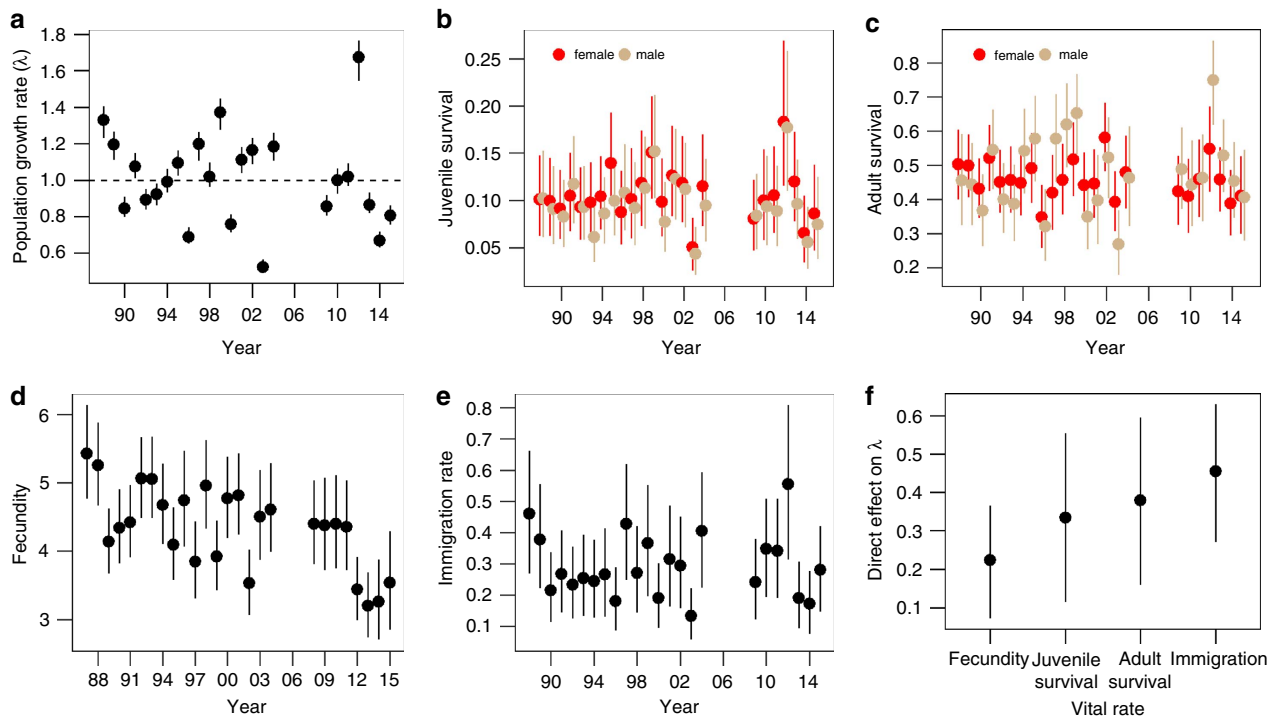 a
Population growth rate (λ)
1.8
1.6
1.4
1.2
1.0
0.8
0.6
90 94 98 02 06 10 14
Year
b
Juvenile survival
female male
0.25
0.20
0.15
0.10
0.05
90 94 98 02 06 10 14
Year
c
Adult survival
female male
0.8
0.7
0.6
0.5
0.4
0.3
0.2
90 94 98 02 06 10 14
Year
d
Fecundity
6
5
4
3
88 91 94 97 00 03 06 09 12 15
Year
e
Immigration rate
0.8
0.7
0.6
0.5
0.4
0.3
0.2
0.1
90 94 98 02 06 10 14
Year
f
Direct effect on λ
0.6
0.5
0.4
0.3
0.2
0.1
Fecundity Juvenile survival Adult survival Immigration
Vital rate